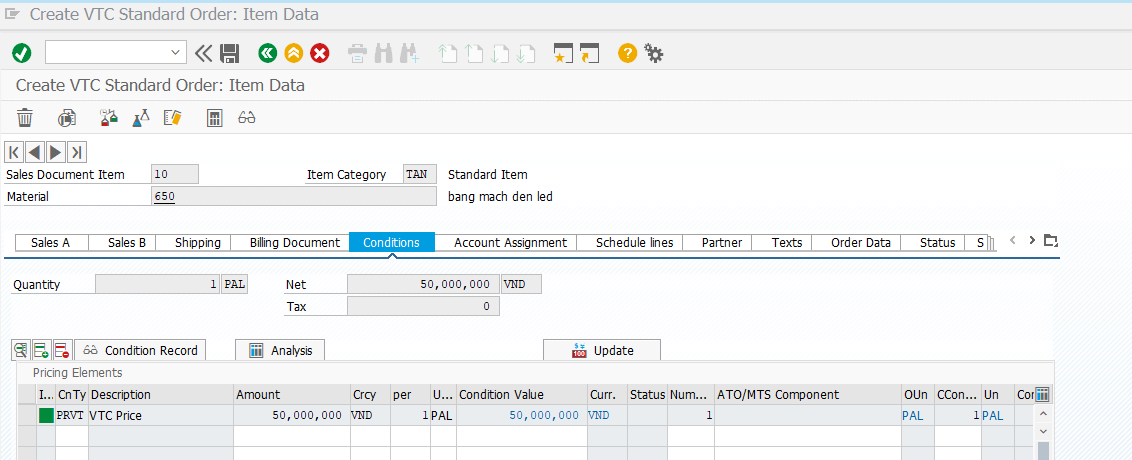 Create VTC Standard Order: Item Data
Create VTC Standard Order: Item Data
Sales Document Item 10 Item Category TAN Standard Item
Material 650 bang mach den led
Sales A Sales B Shipping Billing Document Conditions Account Assignment Schedule lines Partner Texts Order Data Status S
Quantity 1 PAL Net 50,000,000 VND
Tax 0
Condition Record Analysis Update
Pricing Elements
I... CnTy Description Amount Crcy per U... Condition Value Curr. Status Num... ATO/MTS Component OUn CCon... Un Con
PRVT VTC Price 50,000,000 VND 1 PAL 50,000,000 VND 1 PAL 1 PAL